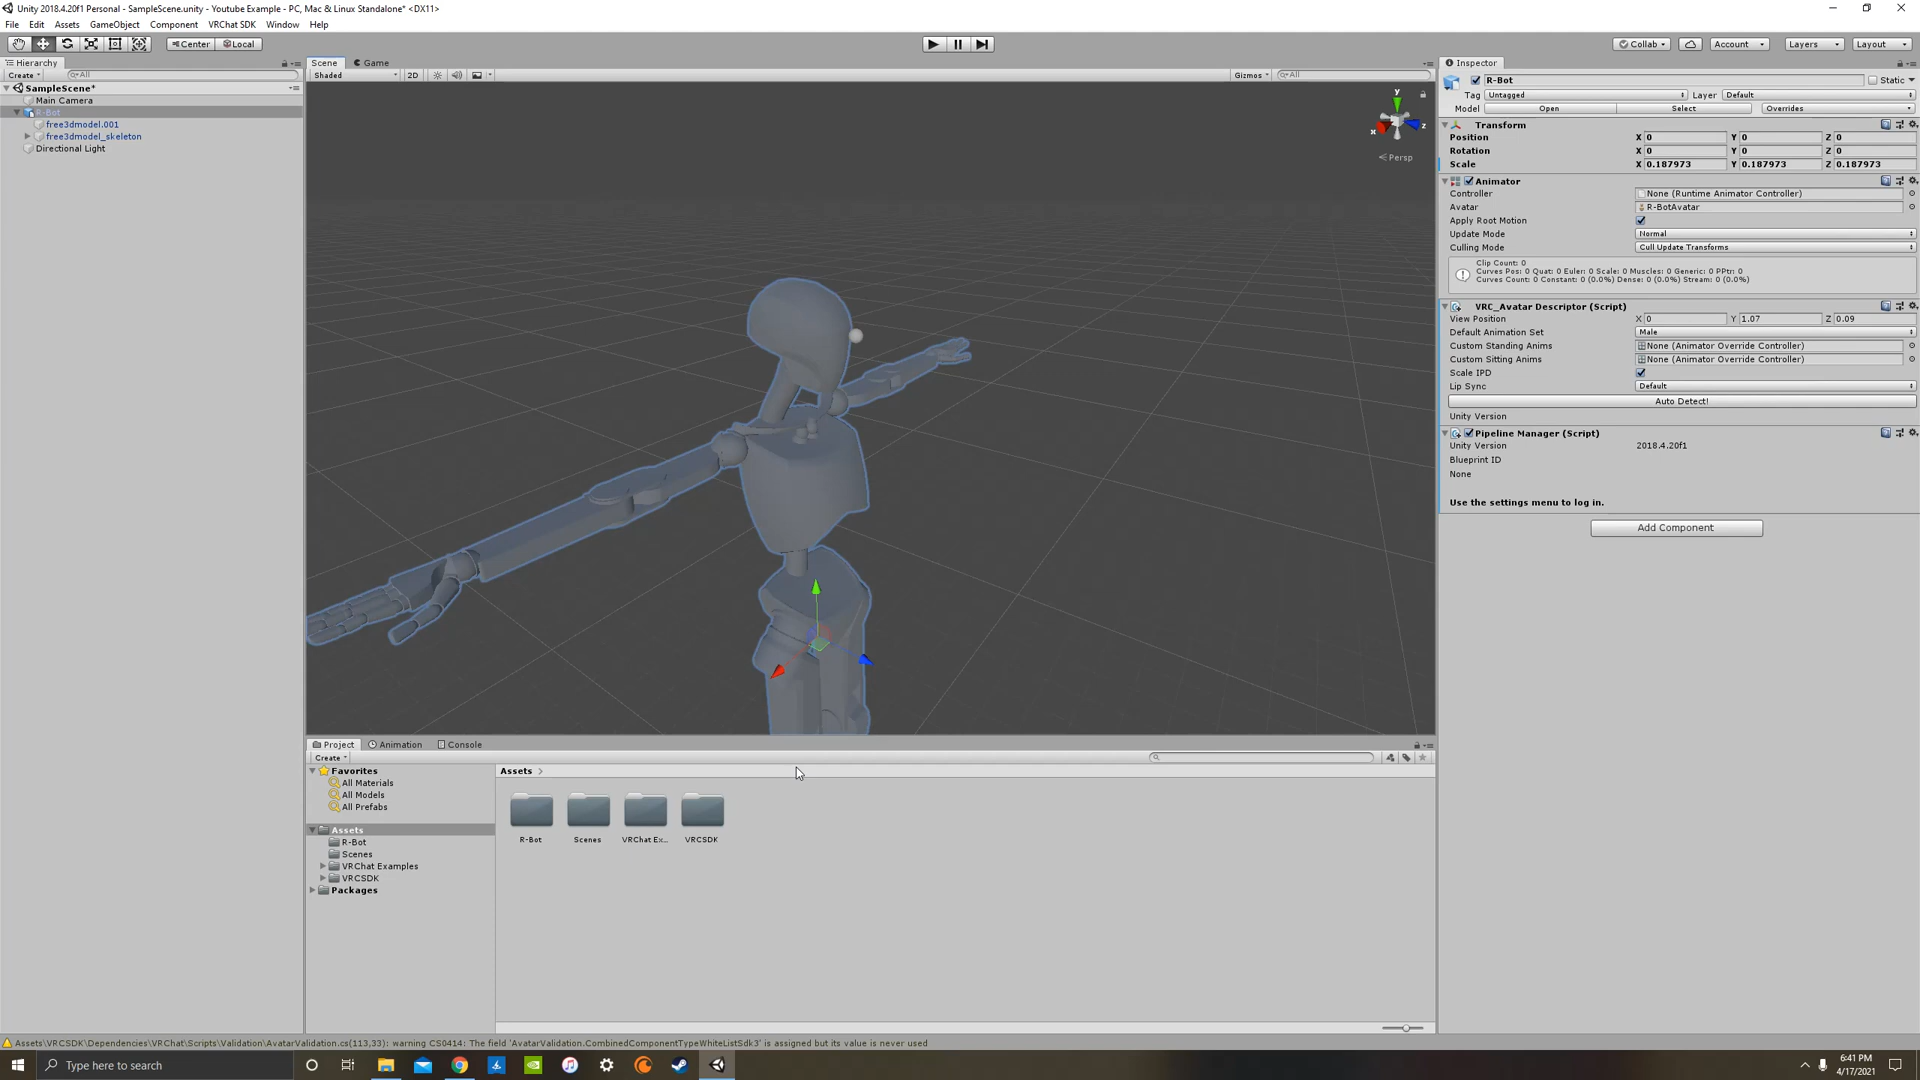 Unity 2018.4.20f1 Personal - SampleScene.unity - Youtube Example - PC, Mac & Linux Standalone* <DX11>
File Edit Assets GameObject Component VRChat SDK Window Help
Center Local
Collab Account Layers Layout
Hierarchy
Create All
SampleScene*
Main Camera
R-Bot
free3dmodel.001
free3dmodel_skeleton
Directional Light
Scene Game
Shaded 2D Gizmos All
y
x z
Persp
Inspector
R-Bot Static
Tag Untagged Layer Default
Model Open Select Overrides
Transform
Position X 0 Y 0 Z 0
Rotation X 0 Y 0 Z 0
Scale X 0.187973 Y 0.187973 Z 0.187973
Animator
Controller None (Runtime Animator Controller)
Avatar R-BotAvatar
Apply Root Motion
Update Mode Normal
Culling Mode Cull Update Transforms
Clip Count: 0
Curves Pos: 0 Quat: 0 Euler: 0 Scale: 0 Muscles: 0 Generic: 0 PPtr: 0
Curves Count: 0 Constant: 0 (0.0%) Dense: 0 (0.0%) Stream: 0 (0.0%)
VRC_Avatar Descriptor (Script)
View Position X 0 Y 1.07 Z 0.09
Default Animation Set Male
Custom Standing Anims None (Animator Override Controller)
Custom Sitting Anims None (Animator Override Controller)
Scale IPD
Lip Sync Default
Auto Detect!
Unity Version
Pipeline Manager (Script)
Unity Version 2018.4.20f1
Blueprint ID
None
Use the settings menu to log in.
Add Component
Project Animation Console
Create
Favorites
All Materials
All Models
All Prefabs
Assets
R-Bot
Scenes
VRChat Examples
VRCSDK
Packages
Assets
R-Bot Scenes VRChat Ex... VRCSDK
Assets\VRCSDK\Dependencies\VRChat\Scripts\Validation\AvatarValidation.cs(113,33): warning CS0414: The field 'AvatarValidation.CombinedComponentTypeWhiteListSdk3' is assigned but its value is never used
Type here to search
6:41 PM
4/17/2021